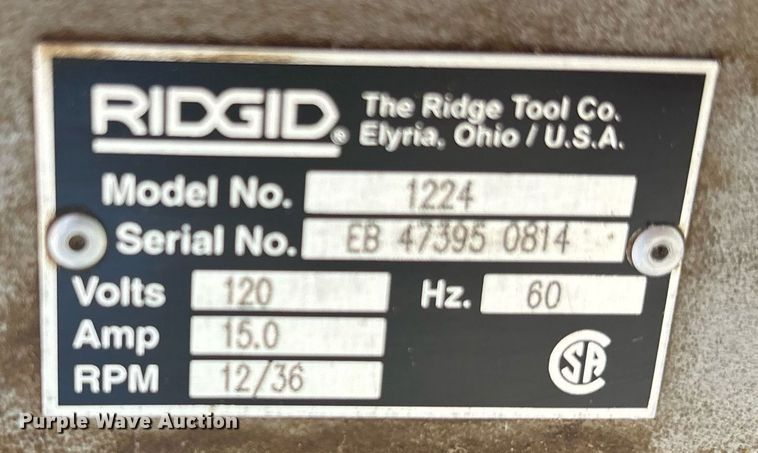 RIDGID®
The Ridge Tool Co.
Elyria, Ohio / U.S.A.
Model No. 1224
Serial No. EB 47395 0814
Volts 120 Hz. 60
Amp 15.0
RPM 12/36
CSA
Purple Wave Auction